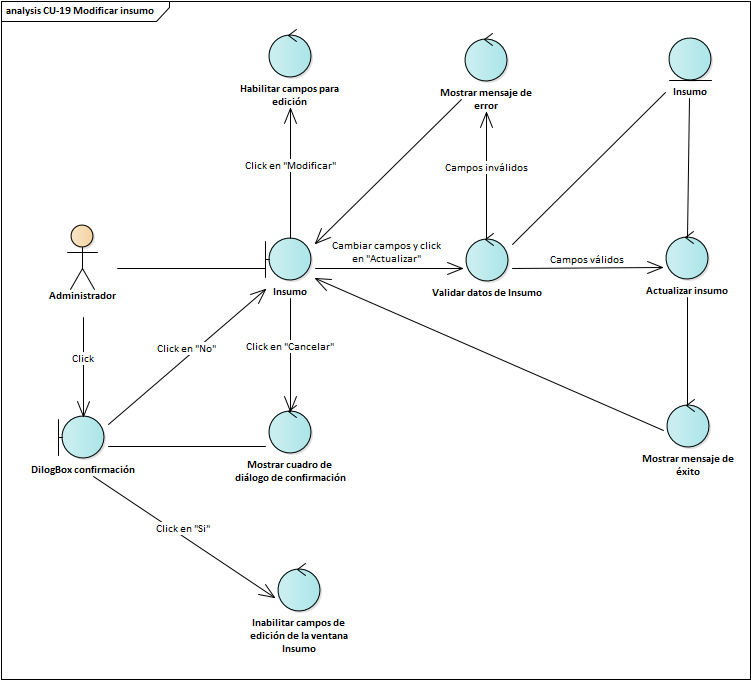 analysis CU-19 Modificar insumo
Habilitar campos para
edición
Mostrar mensaje de
error
Insumo
Click en "Modificar"
Campos inválidos
Cambiar campos y click
en "Actualizar"
Campos válidos
Administrador
Insumo
Validar datos de Insumo
Actualizar insumo
Click
Click en "No"
Click en "Cancelar"
DilogBox confirmación
Mostrar cuadro de
diálogo de confirmación
Mostrar mensaje de
éxito
Click en "Si"
Inabilitar campos de
edición de la ventana
Insumo